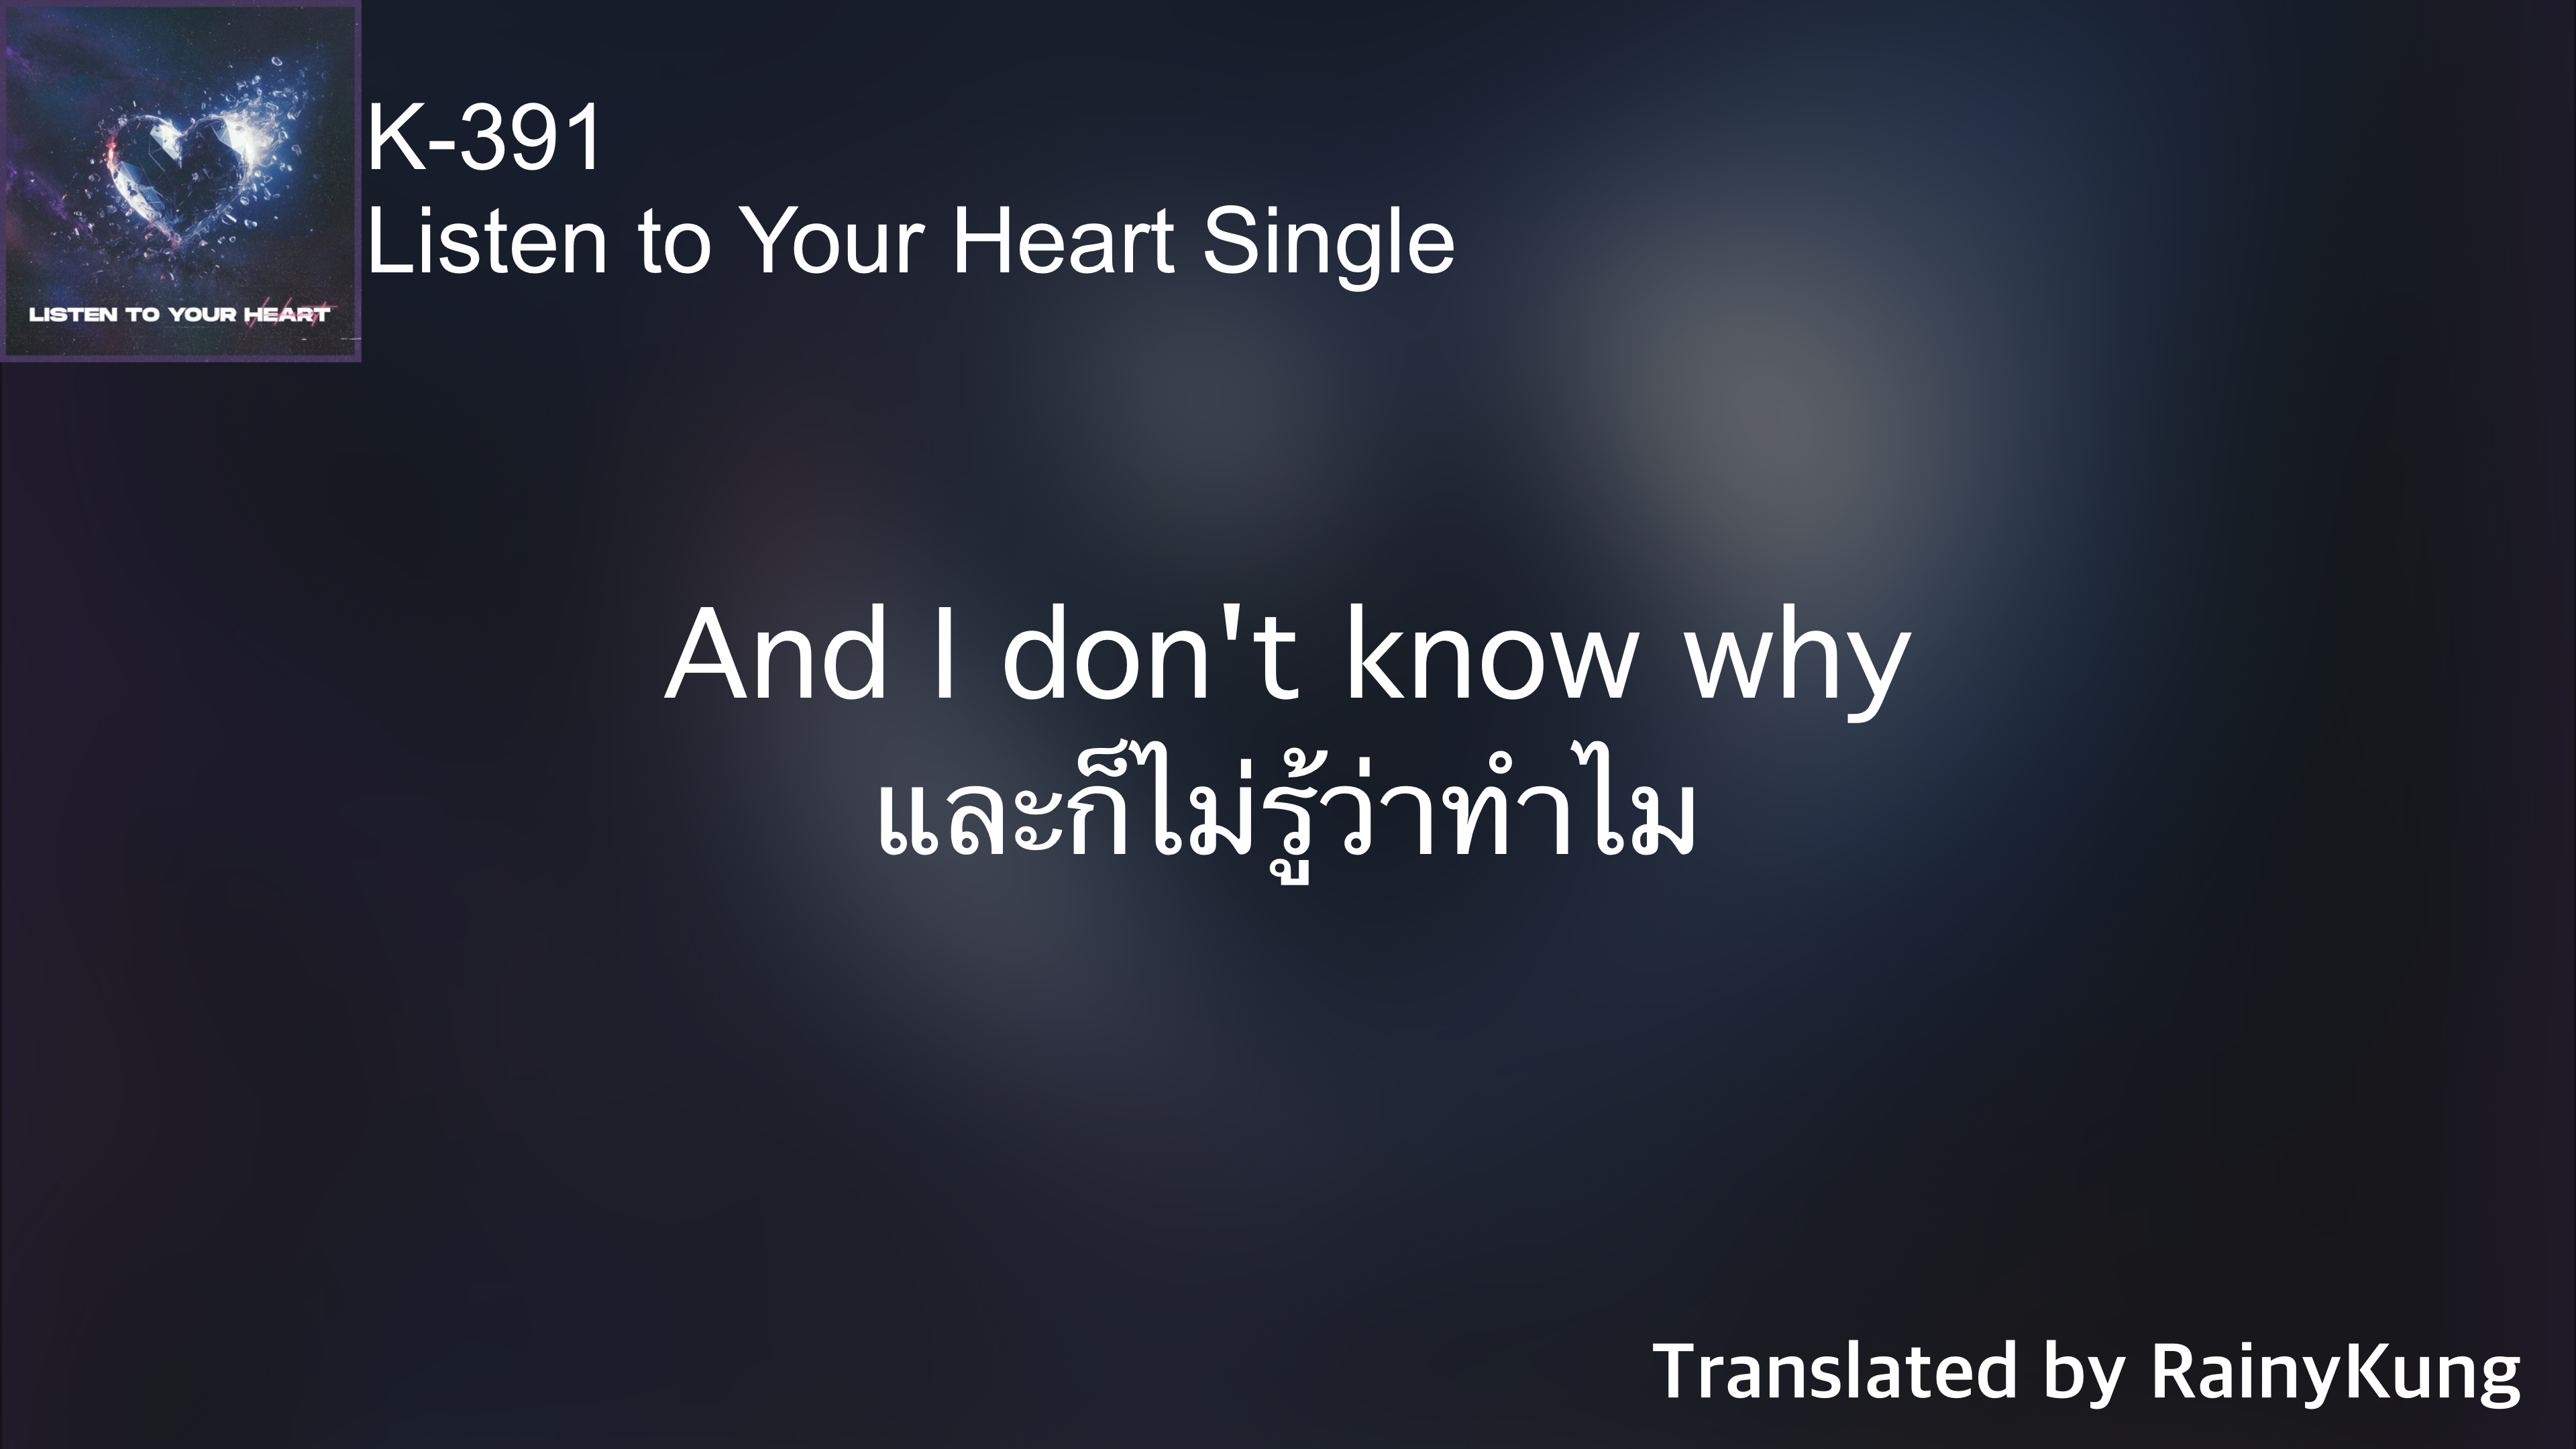 LISTEN TO YOUR HEART
K-391
Listen to Your Heart Single
And I don't know why
และก็ไม่รู้ว่าทำไม
Translated by RainyKung